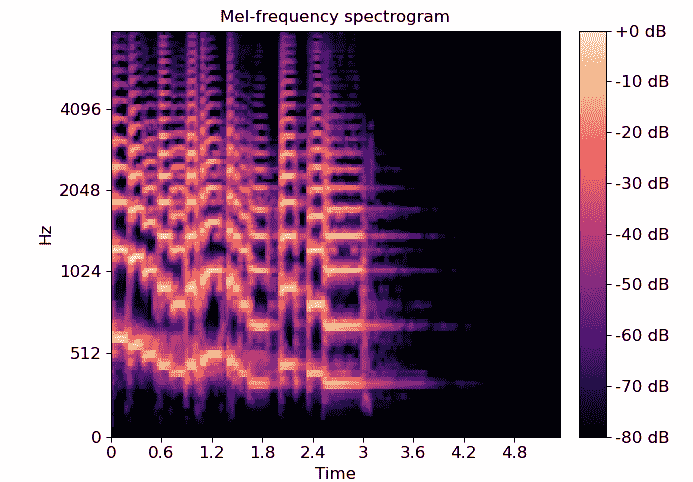 Mel-frequency spectrogram
+0 dB
4096
-10 dB
-20 dB
2048
-30 dB
Hz
-40 dB
1024
-50 dB
512
-60 dB
-70 dB
0
-80 dB
0 0.6 1.2 1.8 2.4 3 3.6 4.2 4.8
Time